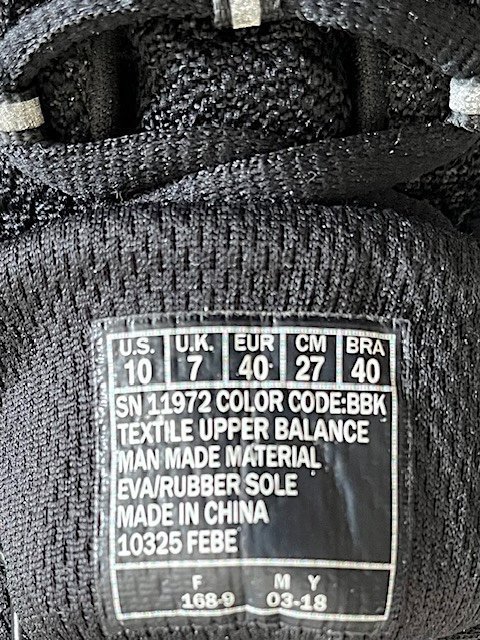 U.S. U.K. EUR CM BRA
10 7 40 27 40
SN 11972 COLOR CODE:BBK
TEXTILE UPPER BALANCE
MAN MADE MATERIAL
EVA/RUBBER SOLE
MADE IN CHINA
10325 FEBE
F M Y
168-9 03-18